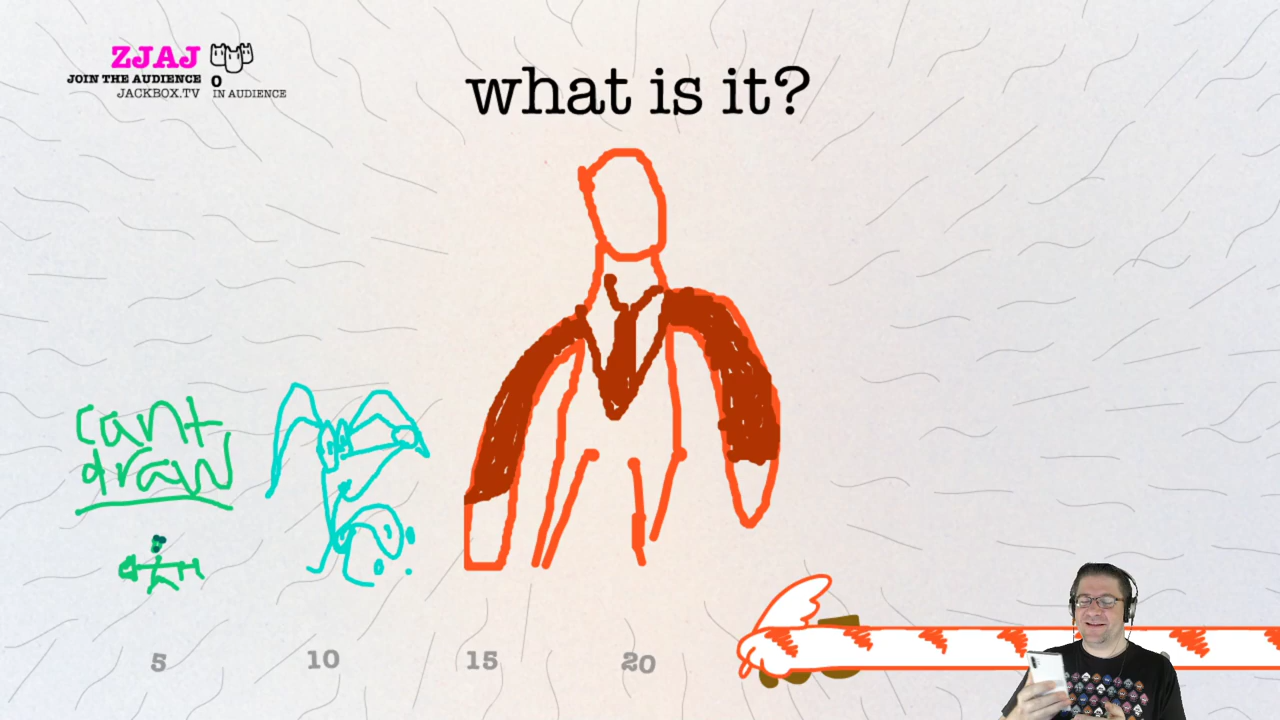 ZJAJ
JOIN THE AUDIENCE
JACKBOX.TV
0
IN AUDIENCE
what is it?
cant
draw
5
10
15
20